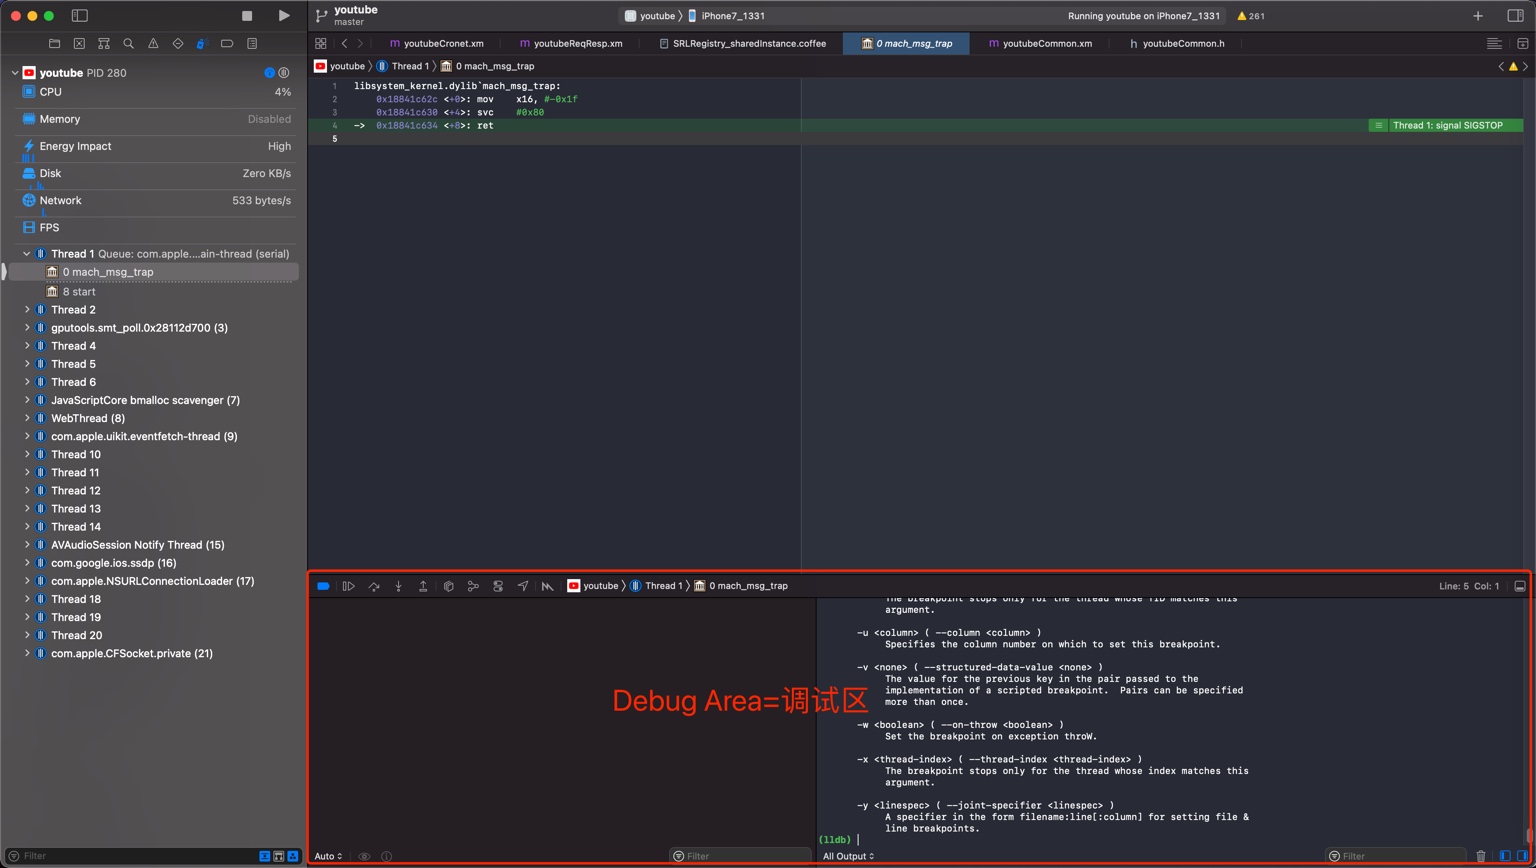 youtube
master
youtube 〉 iPhone7_1331
Running youtube on iPhone7_1331
261
youtubeCronet.xm
youtubeReqResp.xm
SRLRegistry_sharedInstance.coffee
0 mach_msg_trap
youtubeCommon.xm
youtubeCommon.h
youtube 〉 Thread 1 〉 0 mach_msg_trap
youtube PID 280
CPU 4%
Memory Disabled
Energy Impact High
Disk Zero KB/s
Network 533 bytes/s
FPS
Thread 1 Queue: com.apple....ain-thread (serial)
0 mach_msg_trap
8 start
Thread 2
gputools.smt_poll.0x28112d700 (3)
Thread 4
Thread 5
Thread 6
JavaScriptCore bmalloc scavenger (7)
WebThread (8)
com.apple.uikit.eventfetch-thread (9)
Thread 10
Thread 11
Thread 12
Thread 13
Thread 14
AVAudioSession Notify Thread (15)
com.google.ios.ssdp (16)
com.apple.NSURLConnectionLoader (17)
Thread 18
Thread 19
Thread 20
com.apple.CFSocket.private (21)
Filter
1 libsystem_kernel.dylib`mach_msg_trap:
2 0x18841c62c <+0>: mov x16, #-0x1f
3 0x18841c630 <+4>: svc #0x80
4 -> 0x18841c634 <+8>: ret
Thread 1: signal SIGSTOP
5
youtube 〉 Thread 1 〉 0 mach_msg_trap
Line: 5 Col: 1
The breakpoint stops only for the thread whose TID matches this
argument.
-u <column> ( --column <column> )
Specifies the column number on which to set this breakpoint.
-v <none> ( --structured-data-value <none> )
The value for the previous key in the pair passed to the
implementation of a scripted breakpoint. Pairs can be specified
more than once.
-w <boolean> ( --on-throw <boolean> )
Set the breakpoint on exception throW.
-x <thread-index> ( --thread-index <thread-index> )
The breakpoint stops only for the thread whose index matches this
argument.
-y <linespec> ( --joint-specifier <linespec> )
A specifier in the form filename:line[:column] for setting file &
line breakpoints.
(lldb)
Debug Area=调试区
Auto
Filter
All Output
Filter